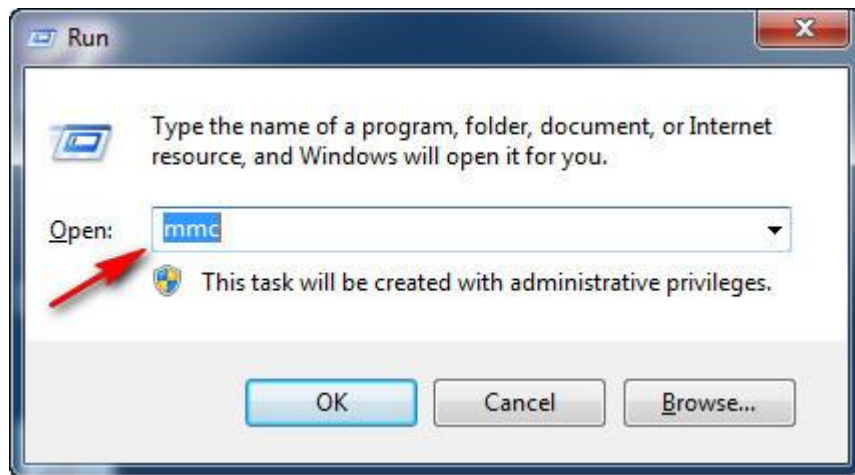 Run
Type the name of a program, folder, document, or Internet
resource, and Windows will open it for you.
Open: mmc
This task will be created with administrative privileges.
OK Cancel Browse...